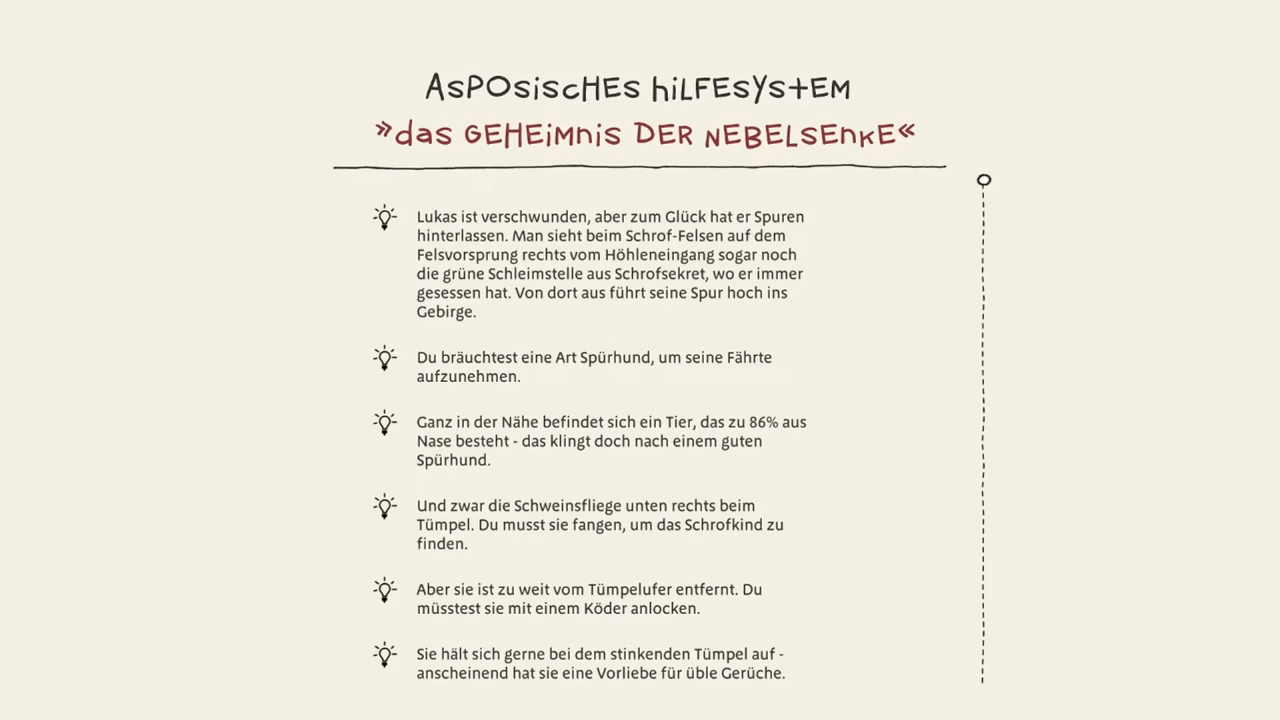 Asposisches Hilfesystem
»das Geheimnis der Nebelsenke«
Lukas ist verschwunden, aber zum Glück hat er Spuren
hinterlassen. Man sieht beim Schrof-Felsen auf dem
Felsvorsprung rechts vom Höhleneingang sogar noch
die grüne Schleimstelle aus Schrofsekret, wo er immer
gesessen hat. Von dort aus führt seine Spur hoch ins
Gebirge.
Du bräuchtest eine Art Spürhund, um seine Fährte
aufzunehmen.
Ganz in der Nähe befindet sich ein Tier, das zu 86% aus
Nase besteht - das klingt doch nach einem guten
Spürhund.
Und zwar die Schweinsfliege unten rechts beim
Tümpel. Du musst sie fangen, um das Schrofkind zu
finden.
Aber sie ist zu weit vom Tümpelufer entfernt. Du
müsstest sie mit einem Köder anlocken.
Sie hält sich gerne bei dem stinkenden Tümpel auf -
anscheinend hat sie eine Vorliebe für üble Gerüche.